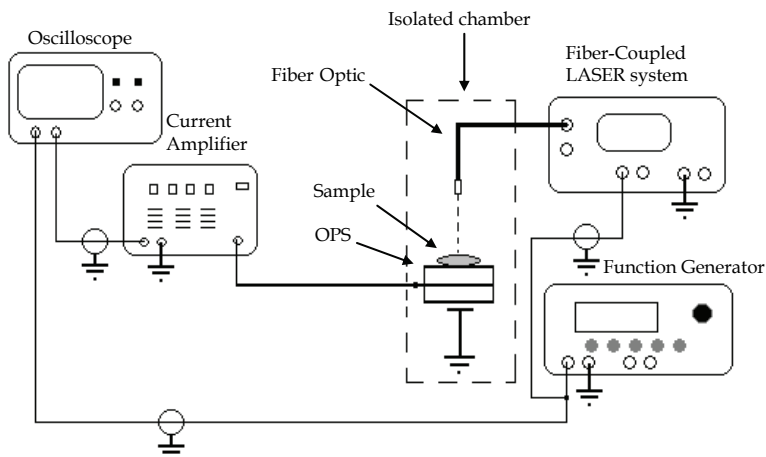 Isolated chamber
Oscilloscope
Fiber-Coupled
LASER system
Fiber Optic
Current
Amplifier
Sample
OPS
Function Generator